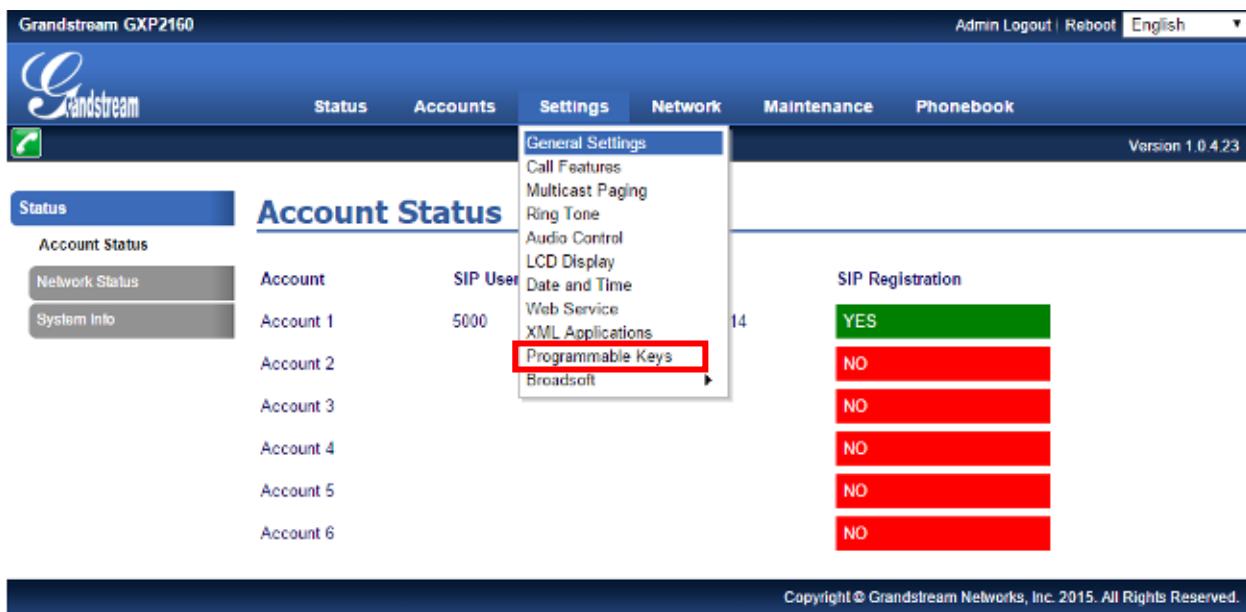 Grandstream GXP2160 Admin Logout | Reboot English
Grandstream
Status Accounts Settings Network Maintenance Phonebook
General Settings
Version 1.0.4.23
Call Features
Multicast Paging
Ring Tone
Audio Control
LCD Display
Date and Time
Web Service
XML Applications
Programmable Keys
Broadsoft
Status
Account Status
Network Status
System Info
Account Status
Account SIP User SIP Registration
Account 1 5000 14 YES
Account 2 NO
Account 3 NO
Account 4 NO
Account 5 NO
Account 6 NO
Copyright © Grandstream Networks, Inc. 2015. All Rights Reserved.